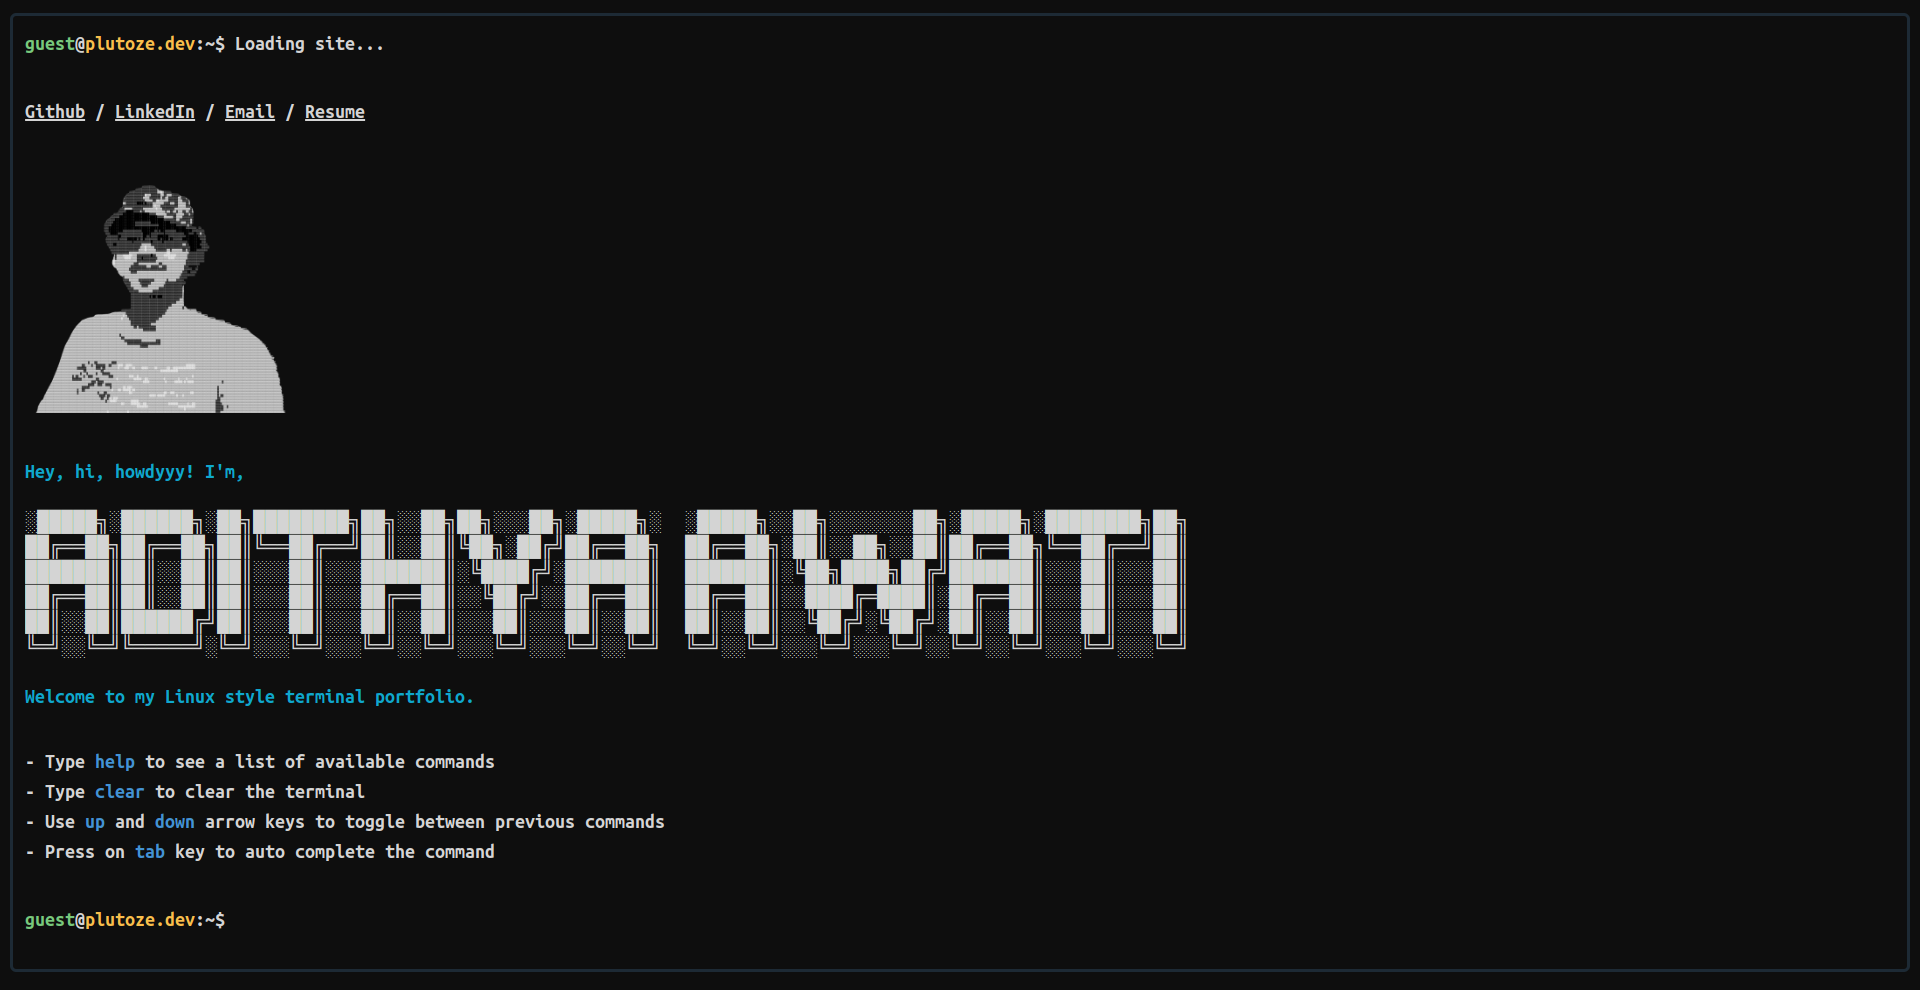 guest@plutoze.dev:~$ Loading site...
Github / LinkedIn / Email / Resume
Hey, hi, howdyyy! I'm,
ADITHYA AWATI
Welcome to my Linux style terminal portfolio.
- Type help to see a list of available commands
- Type clear to clear the terminal
- Use up and down arrow keys to toggle between previous commands
- Press on tab key to auto complete the command
guest@plutoze.dev:~$